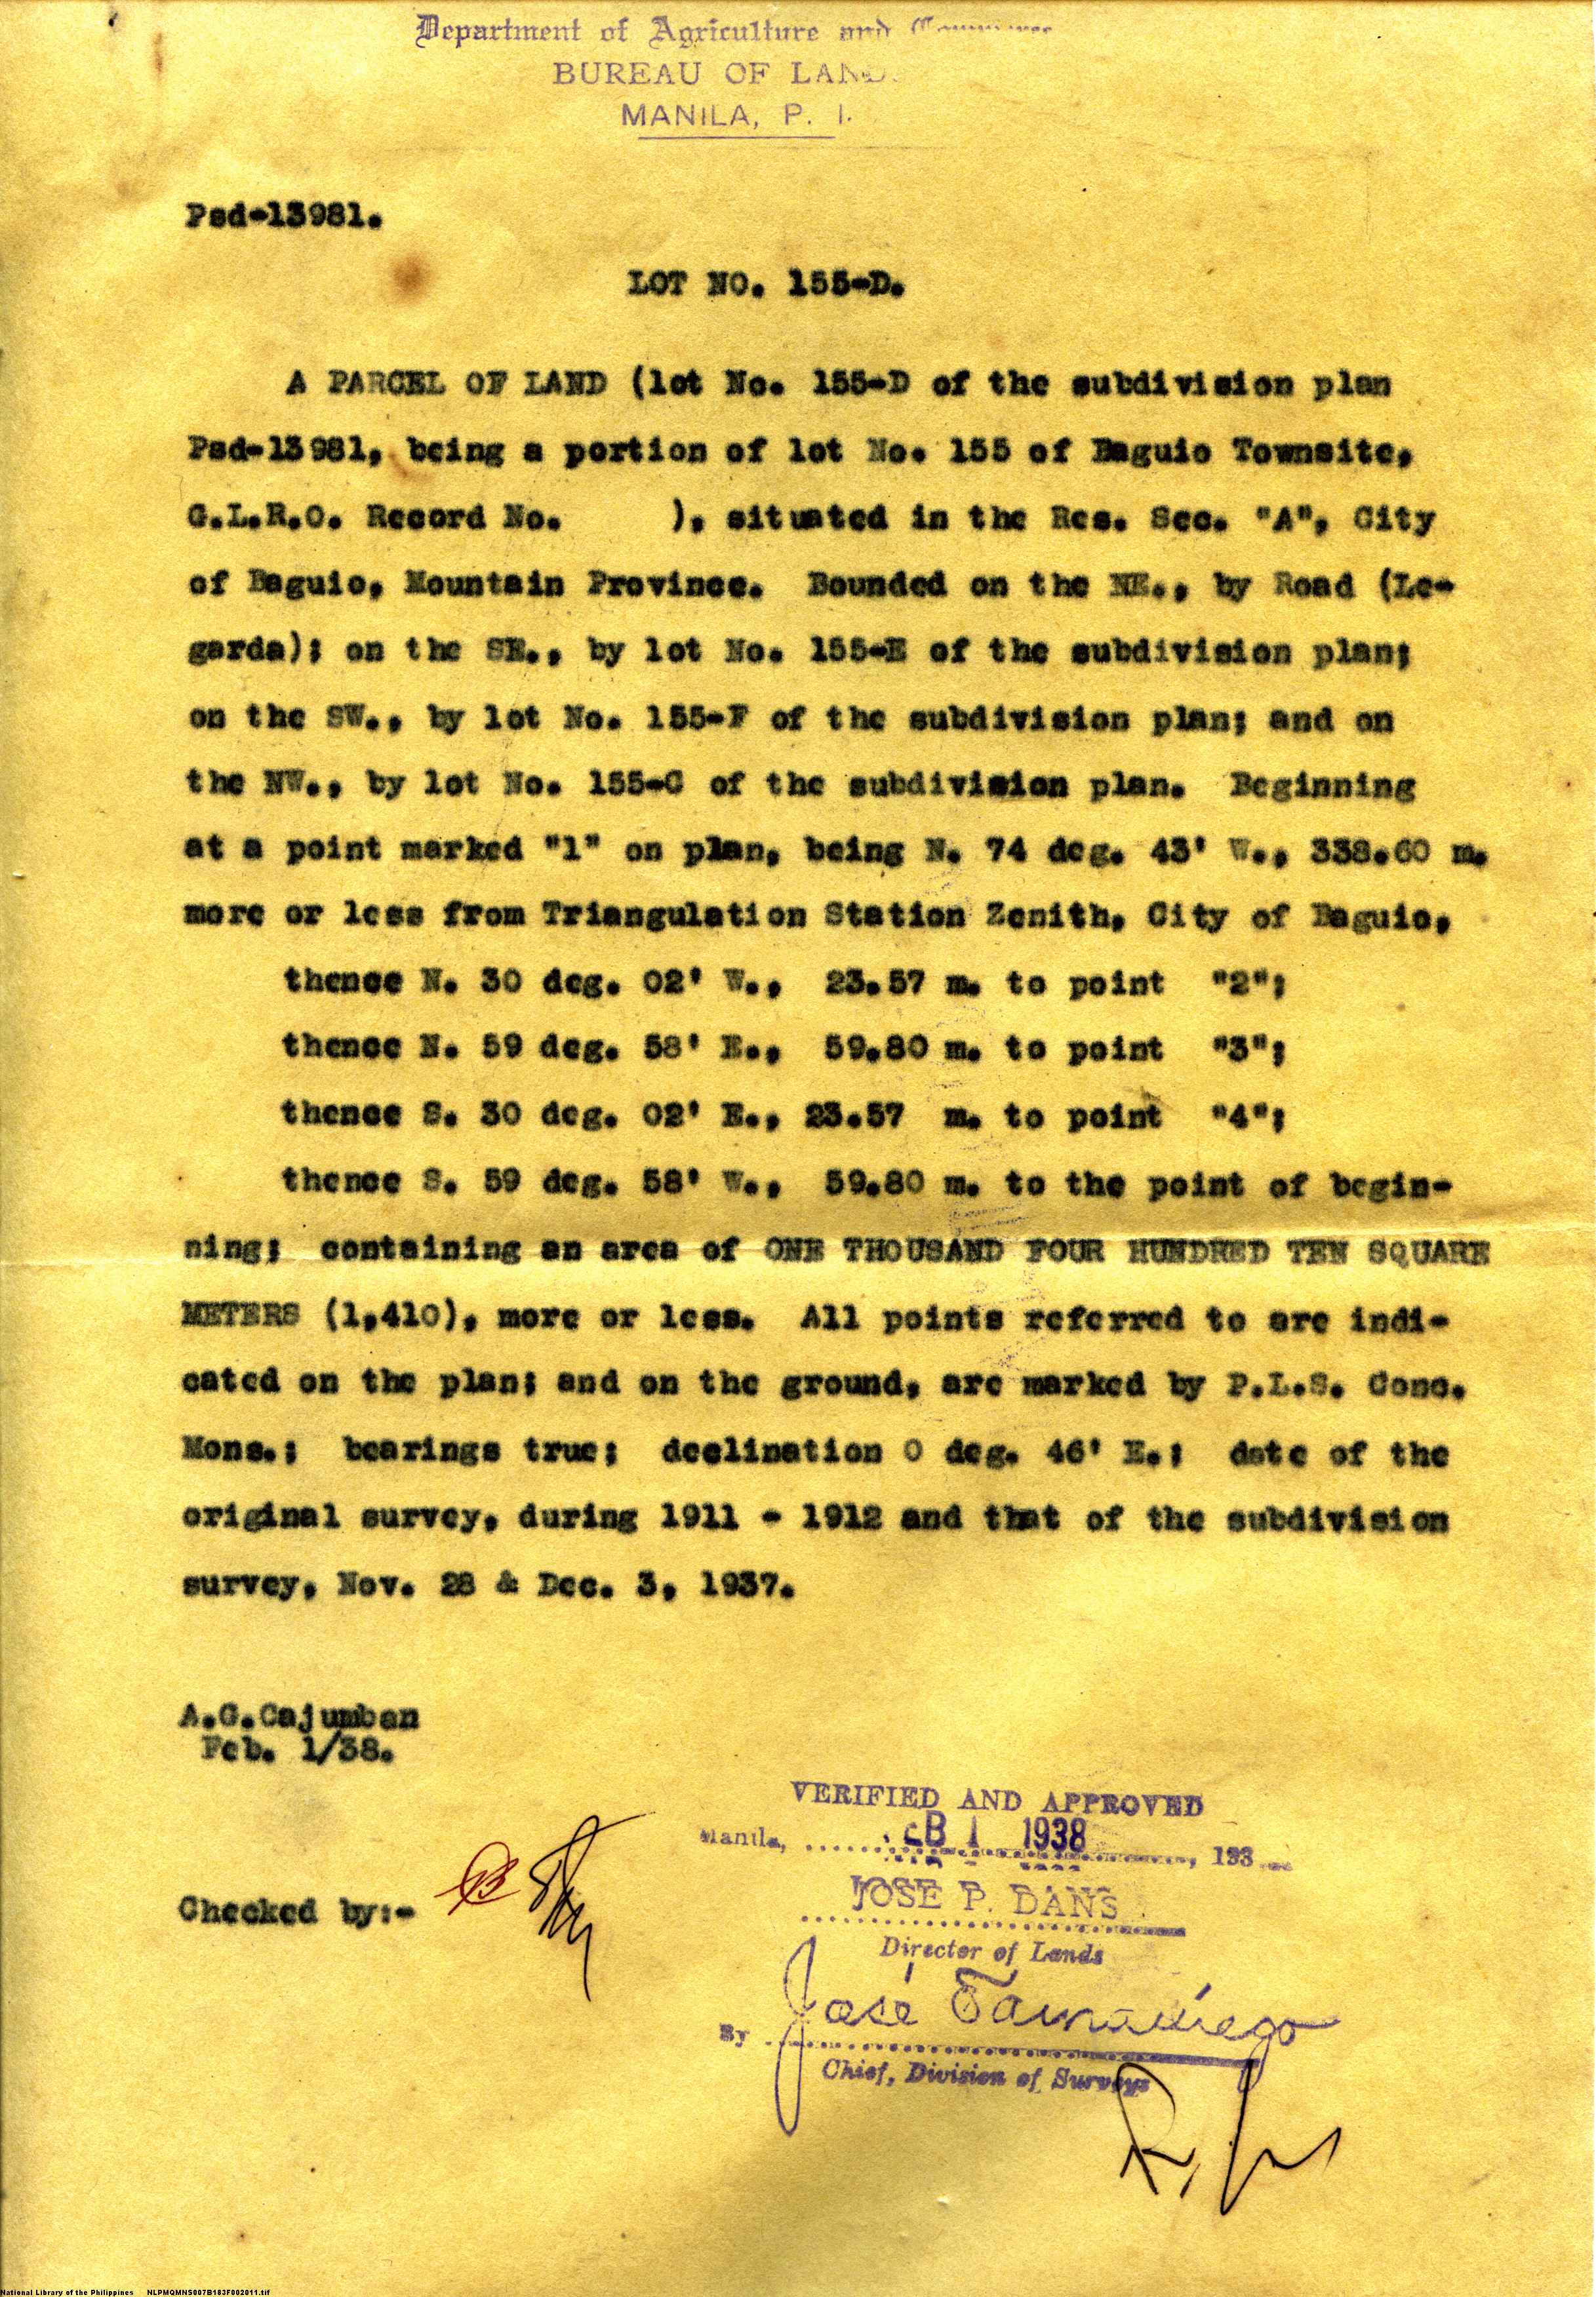 Department of Agriculture and Commerce
BUREAU OF LANDS
MANILA, P. I.
Psd-13981.
LOT NO. 155-D.
A PARCEL OF LAND (lot No. 155-D of the subdivision plan
Psd-13981, being a portion of lot No. 155 of Baguio Townsite,
G.L.R.O. Record No.          ), situated in the Res. Sec. "A", City
of Baguio, Mountain Province.  Bounded on the NE., by Road (Le-
garda); on the SE., by lot No. 155-E of the subdivision plan;
on the SW., by lot No. 155-F of the subdivision plan; and on
the NW., by lot No. 155-C of the subdivision plan.  Beginning
at a point marked "1" on plan, being N. 74 deg. 43' W., 338.60 m.
more or less from Triangulation Station Zenith, City of Baguio,
thence N. 30 deg. 02' W.,  23.57 m. to point  "2";
thence N. 59 deg. 58' E.,  59.80 m. to point  "3";
thence S. 30 deg. 02' E., 23.57  m. to point  "4";
thence S. 59 deg. 58' W.,  59.80 m. to the point of begin-
ning;  containing an area of ONE THOUSAND FOUR HUNDRED TEN SQUARE
METERS (1,410), more or less.  All points referred to are indi-
cated on the plan; and on the ground, are marked by P.L.S. Conc.
Mons.;  bearings true;  declination 0 deg. 46' E.;  date of the
original survey, during 1911 - 1912 and that of the subdivision
survey, Nov. 28 & Dec. 3, 1937.
A.G.Cajumban
Feb. 1/38.
VERIFIED AND APPROVED
Manila, FEB 1 1938, 193
JOSE P. DANS
Checked by:-
Director of Lands
By José
Chief, Division of Surveys
National Library of the Philippines    NLPMQMNS007B183F002011.tif